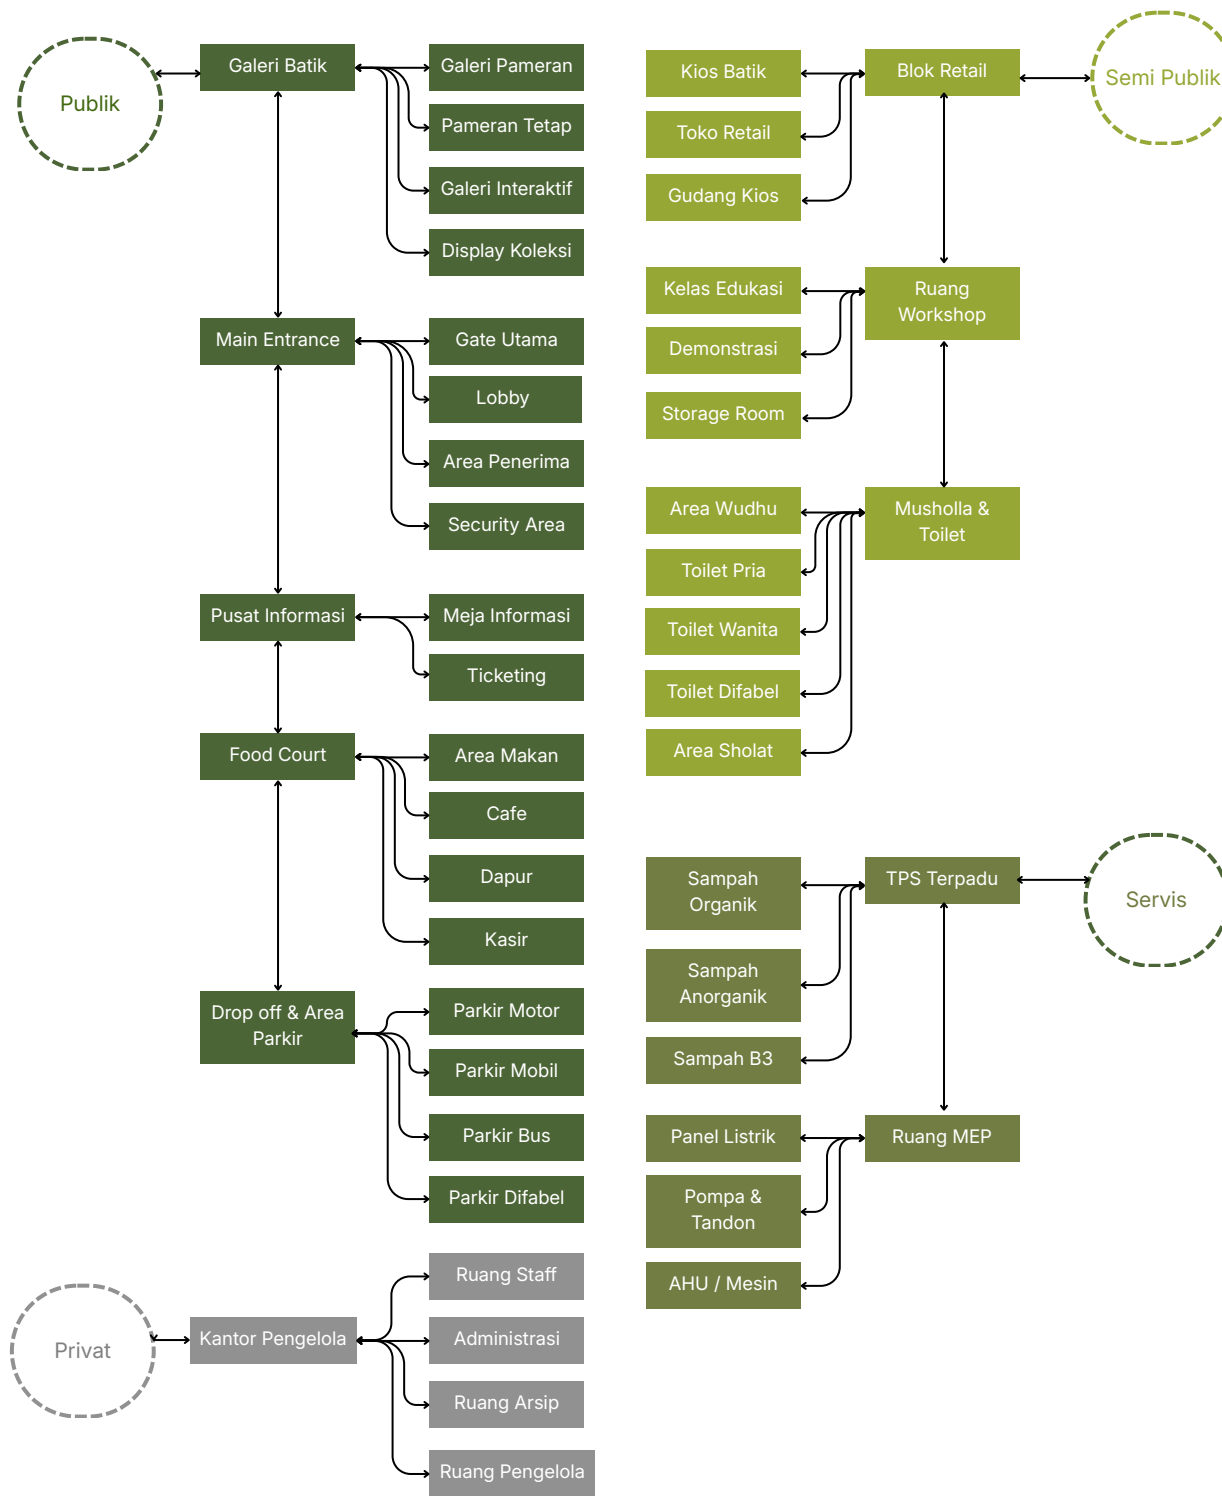 Publik
Galeri Batik
Galeri Pameran
Pameran Tetap
Galeri Interaktif
Display Koleksi
Main Entrance
Gate Utama
Lobby
Area Penerima
Security Area
Pusat Informasi
Meja Informasi
Ticketing
Food Court
Area Makan
Cafe
Dapur
Kasir
Drop off & Area
Parkir
Parkir Motor
Parkir Mobil
Parkir Bus
Parkir Difabel
Privat
Kantor Pengelola
Ruang Staff
Administrasi
Ruang Arsip
Ruang Pengelola
Semi Publik
Blok Retail
Kios Batik
Toko Retail
Gudang Kios
Ruang
Workshop
Kelas Edukasi
Demonstrasi
Storage Room
Musholla &
Toilet
Area Wudhu
Toilet Pria
Toilet Wanita
Toilet Difabel
Area Sholat
Servis
TPS Terpadu
Sampah
Organik
Sampah
Anorganik
Sampah B3
Ruang MEP
Panel Listrik
Pompa &
Tandon
AHU / Mesin